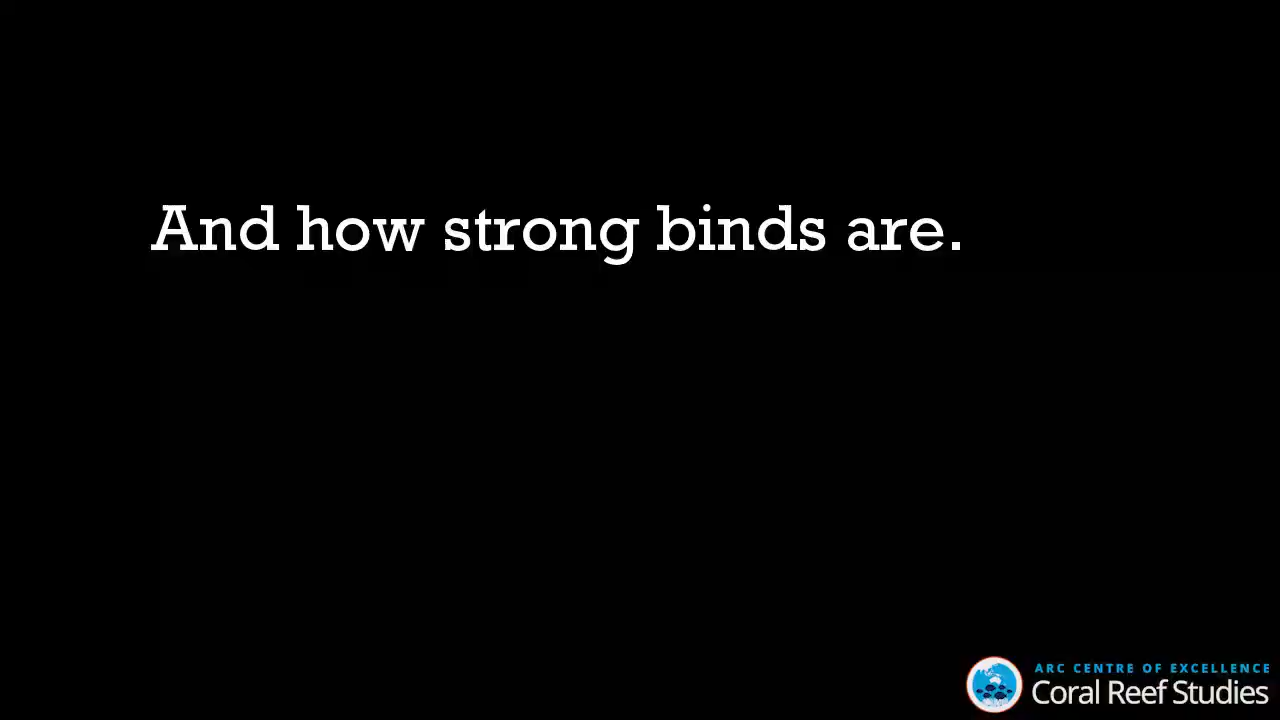 And how strong binds are.
ARC CENTRE OF EXCELLENCE
Coral Reef Studies